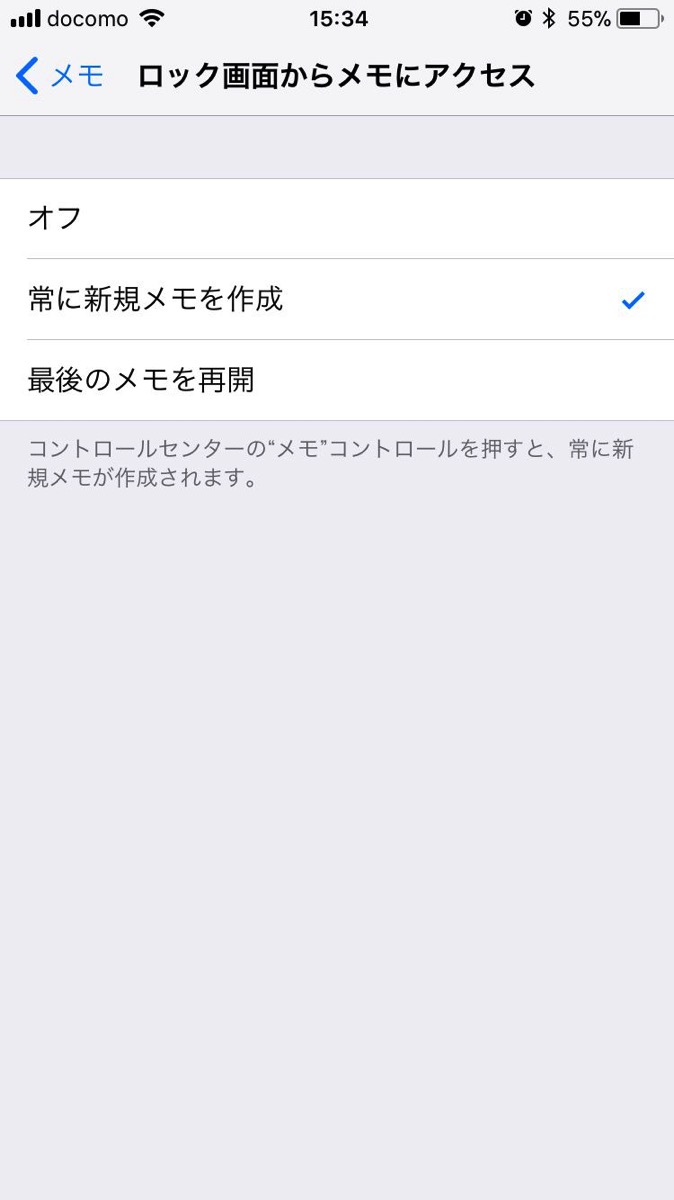 docomo 15:34 55%
メモ ロック画面からメモにアクセス
オフ
常に新規メモを作成
最後のメモを再開
コントロールセンターの“メモ”コントロールを押すと、常に新
規メモが作成されます。